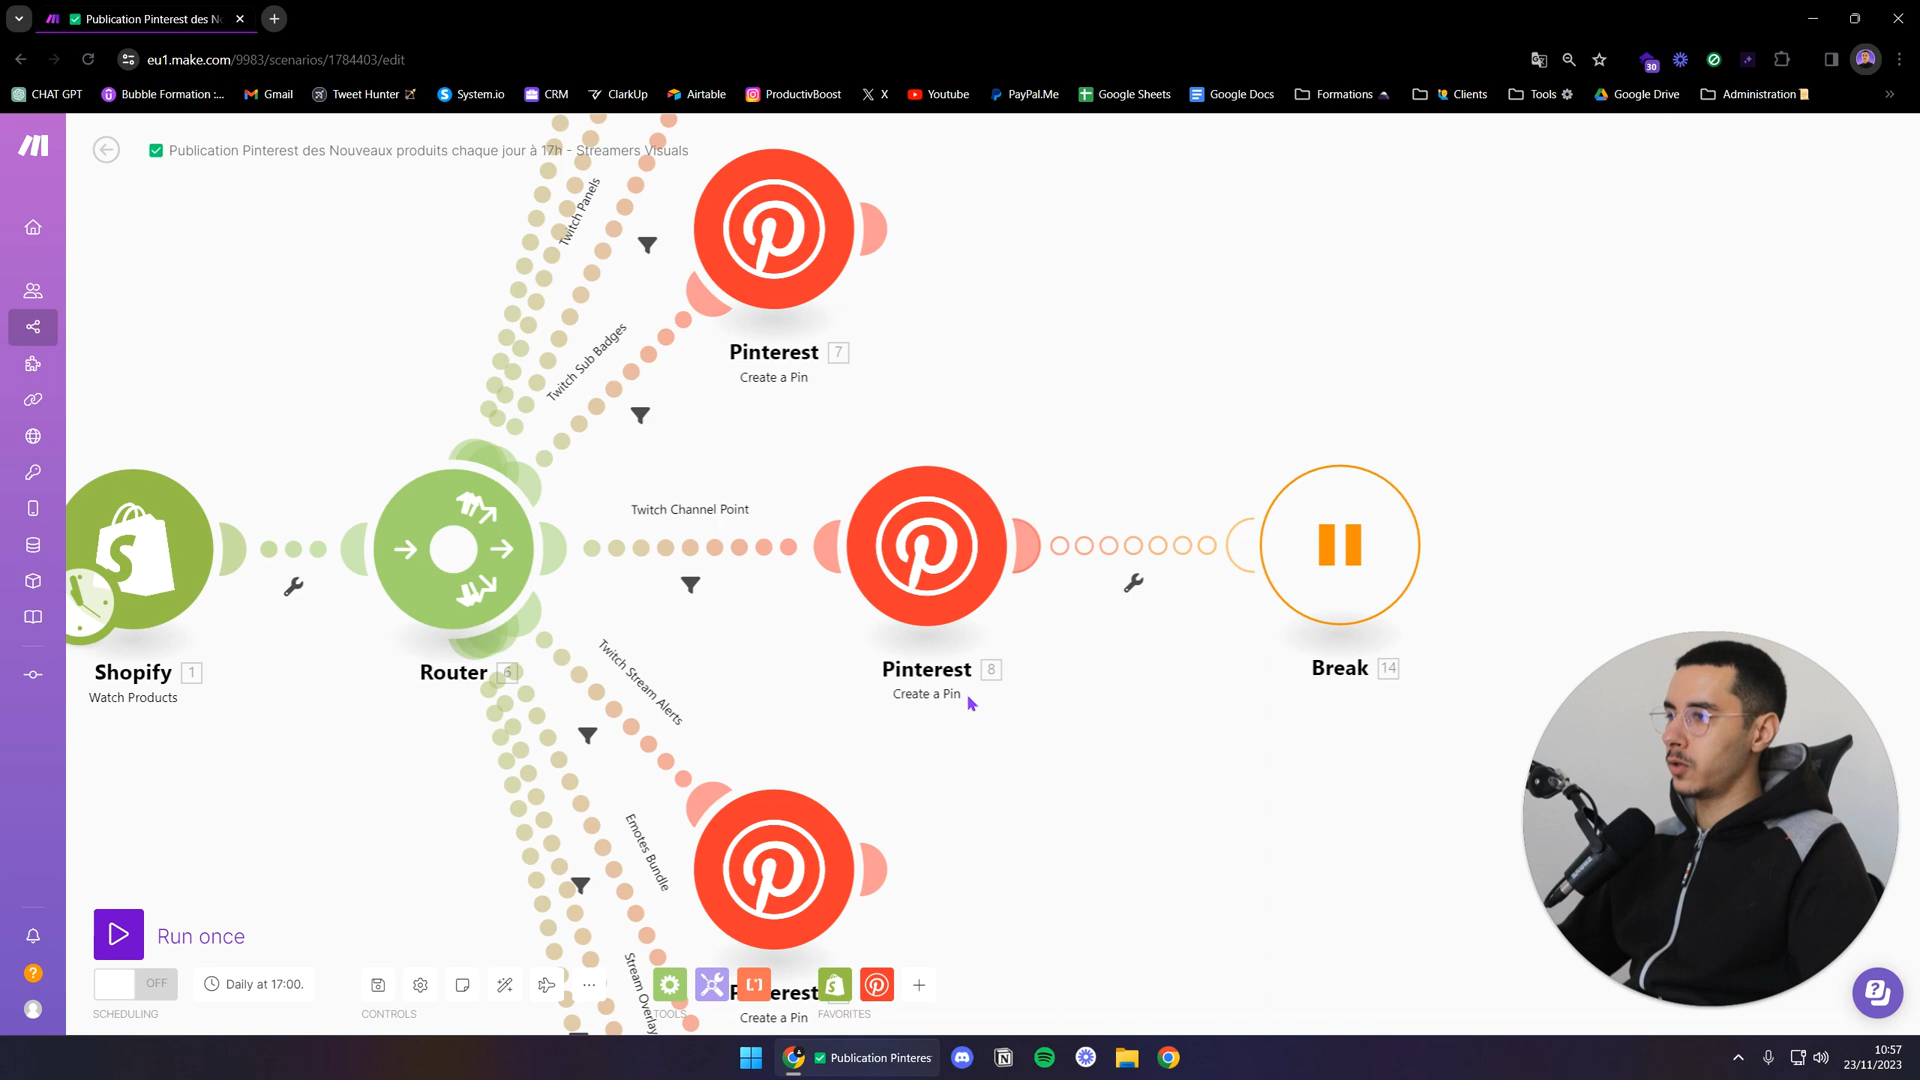 Publication Pinterest des N
eu1.make.com/9983/scenarios/1784403/edit
30
CHAT GPT
Bubble Formation :...
Gmail
Tweet Hunter
System.io
CRM
ClarkUp
Airtable
ProductivBoost
X
Youtube
PayPal.Me
Google Sheets
Google Docs
Formations
Clients
Tools
Google Drive
Administration
Publication Pinterest des Nouveaux produits chaque jour à 17h - Streamers Visuals
Twitch Panels
Twitch Sub Badges
Pinterest 7
Create a Pin
Twitch Channel Point
Shopify 1
Watch Products
Router 6
Pinterest 8
Create a Pin
Break 14
Twitch Stream Alerts
Emotes Bundle
Stream Overlay
Pinterest
Create a Pin
Run once
OFF
Daily at 17:00.
SCHEDULING
CONTROLS
TOOLS
FAVORITES
Publication Pinteres
10:57
23/11/2023